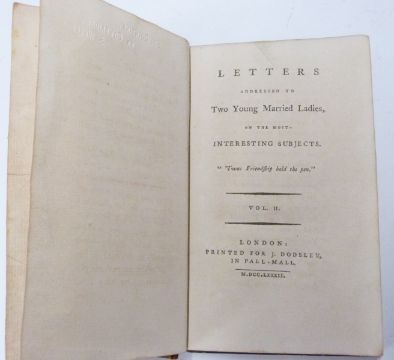 LETTERS
ADDRESSED TO
Two Young Married Ladies,
ON THE MOST
INTERESTING SUBJECTS.
" 'Twas Friendship held the pen."
VOL. II.
LONDON:
PRINTED FOR J. DODSLEY,
IN PALL-MALL.
M.DCC.LXXXII.